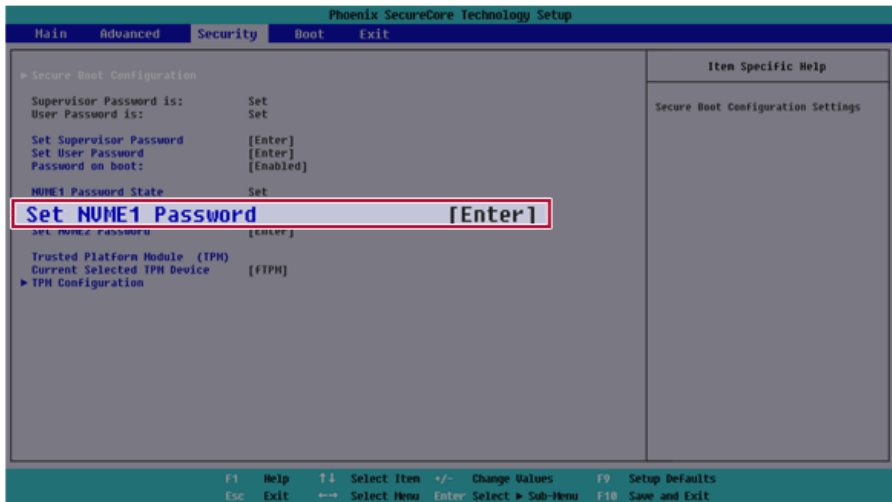 Phoenix SecureCore Technology Setup
Main Advanced Security Boot Exit
Item Specific Help
▶ Secure Boot Configuration
Secure Boot Configuration Settings
Supervisor Password is: Set
User Password is: Set
Set Supervisor Password [Enter]
Set User Password [Enter]
Password on boot: [Enabled]
NVME1 Password State Set
Set NVME1 Password [Enter]
Set NVME2 Password [Enter]
Trusted Platform Module (TPM)
Current Selected TPM Device [fTPM]
▶ TPM Configuration
F1 Help ↑↓ Select Item +/- Change Values F9 Setup Defaults
Esc Exit ←→ Select Menu Enter Select ▶ Sub-Menu F10 Save and Exit